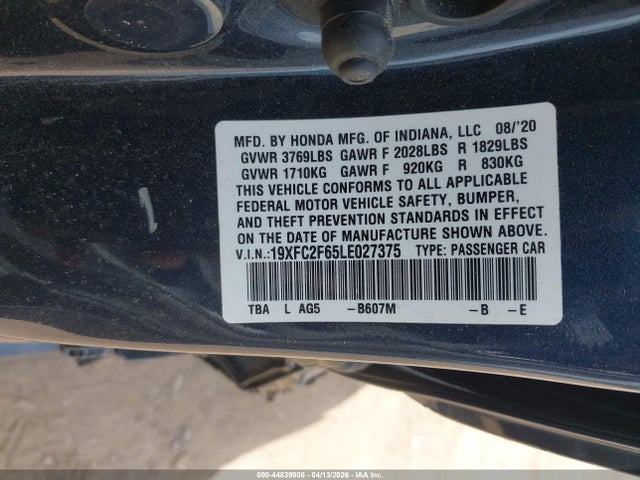 MFD. BY HONDA MFG. OF INDIANA, LLC 08/'20
GVWR 3769LBS GAWR F 2028LBS R 1829LBS
GVWR 1710KG GAWR F 920KG R 830KG
THIS VEHICLE CONFORMS TO ALL APPLICABLE
FEDERAL MOTOR VEHICLE SAFETY, BUMPER,
AND THEFT PREVENTION STANDARDS IN EFFECT
ON THE DATE OF MANUFACTURE SHOWN ABOVE.
V.I.N.:19XFC2F65LE027375 TYPE: PASSENGER CAR
TBA L AG5 -B607M -B -E
000-44839908 - 04/13/2026 - IAA Inc.